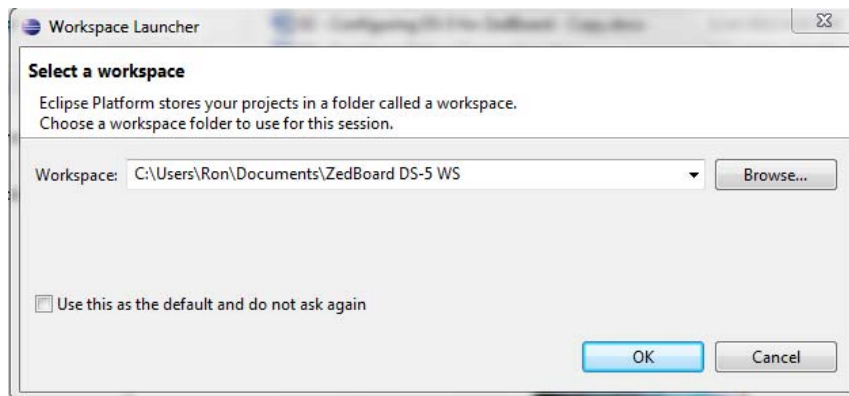 Workspace Launcher
Select a workspace
Eclipse Platform stores your projects in a folder called a workspace.
Choose a workspace folder to use for this session.
Workspace: C:\Users\Ron\Documents\ZedBoard DS-5 WS Browse...
Use this as the default and do not ask again
OK Cancel